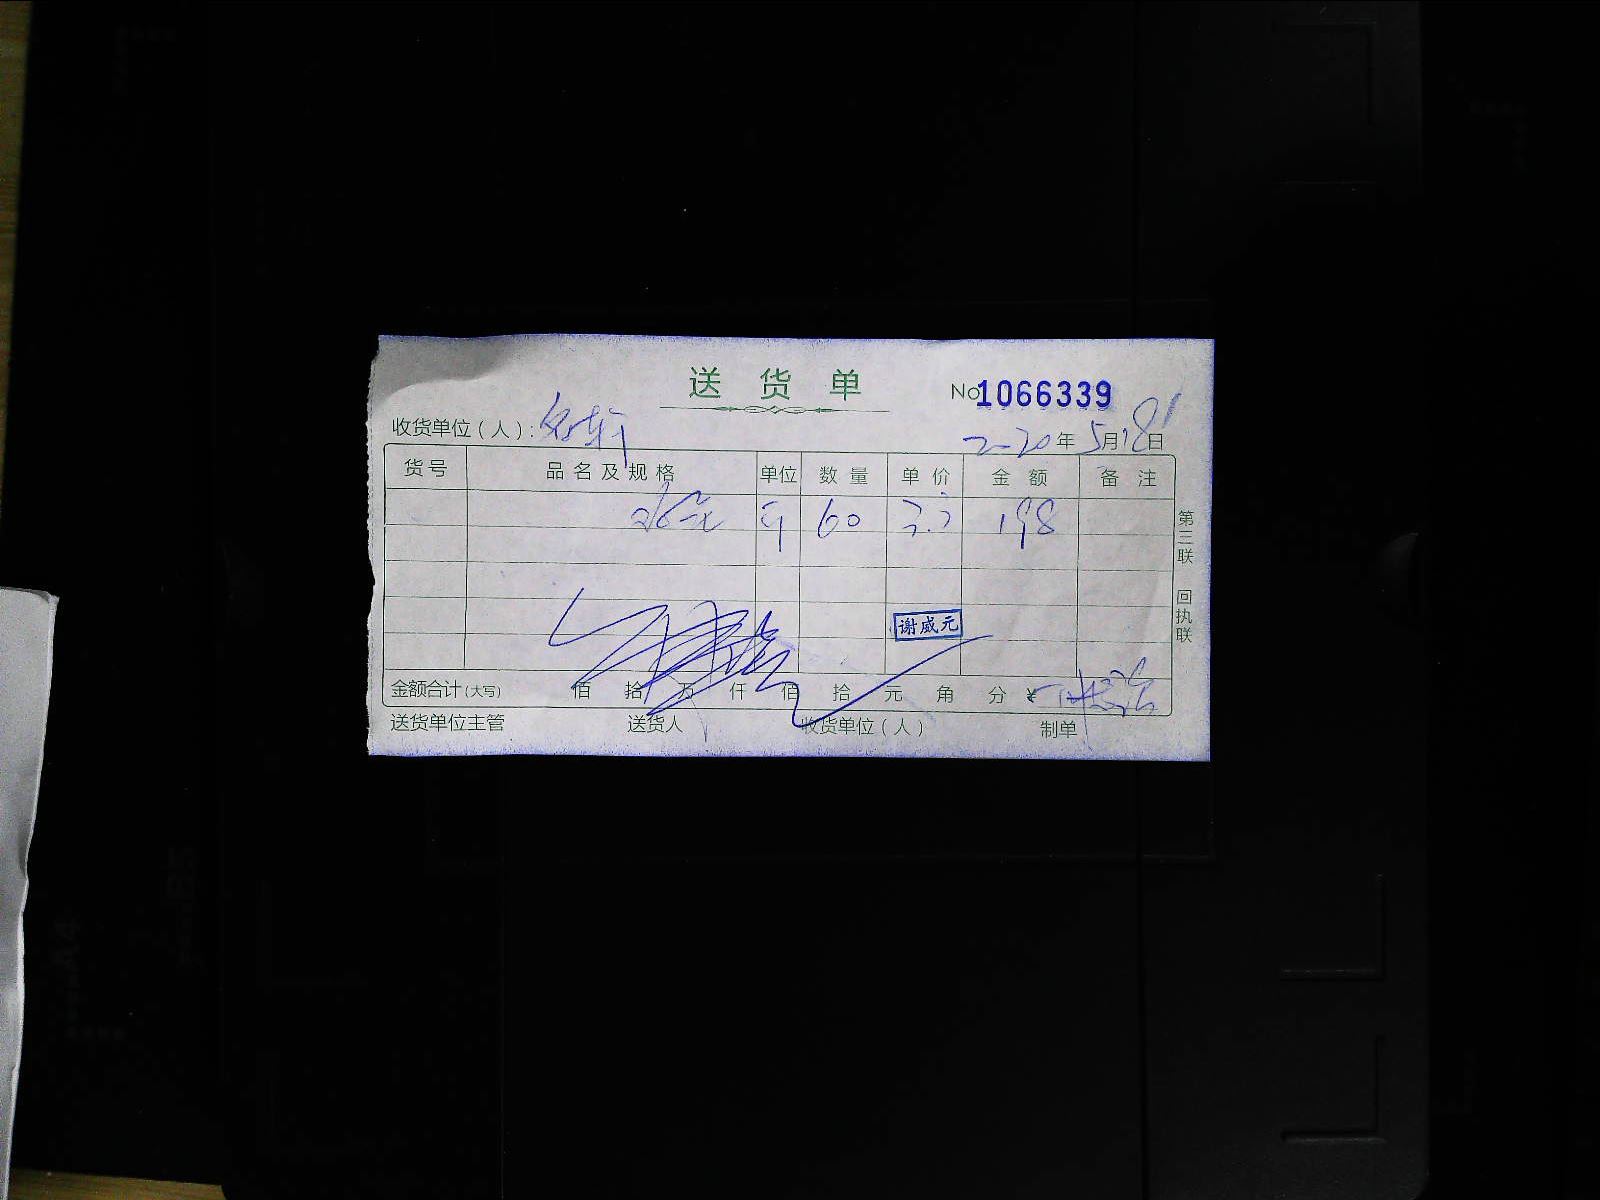 送货单
No1066339
收货单位(人):
2020年5月18日
货号 品名及规格 单位 数量 单价 金额 备注
斤 60 3.3 198
第三联 回执联
谢威元
金额合计(大写) 佰 拾 万 仟 佰 拾 元 角 分 ¥
送货单位主管 送货人 收货单位(人) 制单